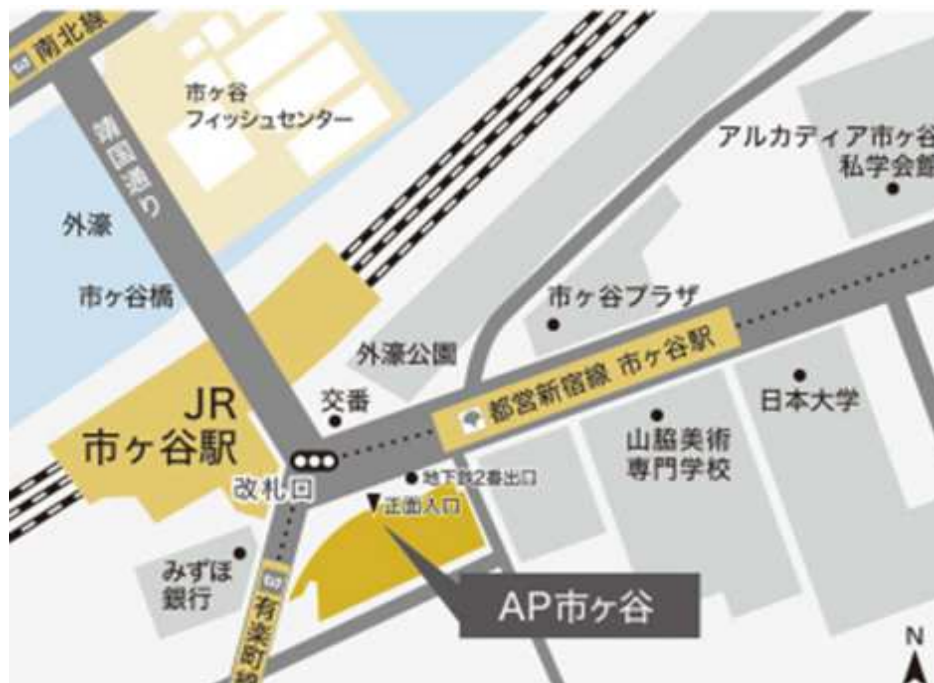 南北線
市ヶ谷
フィッシュセンター
靖国通り
外濠
市ヶ谷橋
アルカディア市ヶ谷
私学会館
市ヶ谷プラザ
外濠公園
都営新宿線 市ヶ谷駅
交番
JR
市ヶ谷駅
改札口
日本大学
山脇美術
専門学校
地下鉄2番出口
正面入口
みずほ
銀行
有楽町線
AP市ヶ谷
N